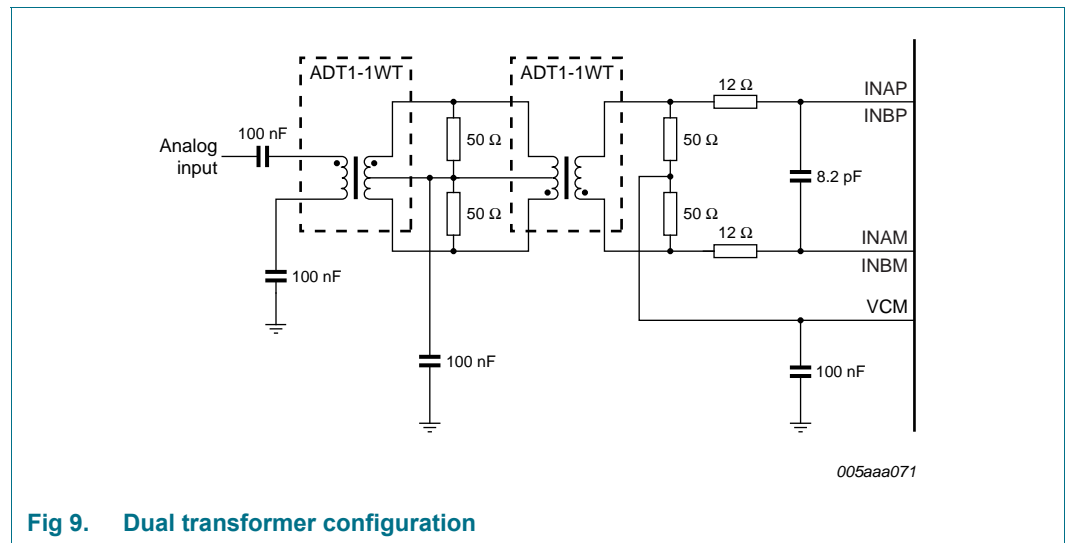 ADT1-1WT
ADT1-1WT
100 nF
Analog
input
50 Ω
50 Ω
100 nF
100 nF
50 Ω
50 Ω
12 Ω
12 Ω
8.2 pF
INAP
INBP
INAM
INBM
VCM
100 nF
005aaa071
Fig 9. Dual transformer configuration